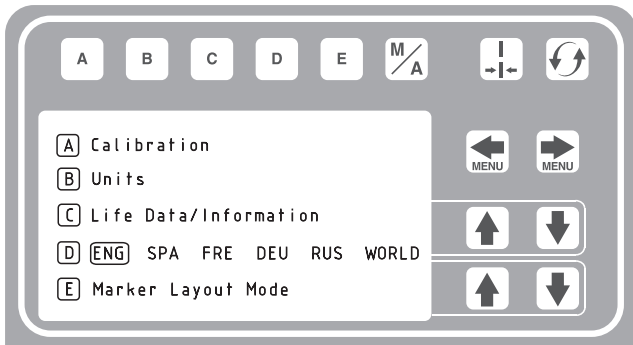 A B C D E M/A
MENU MENU
A Calibration
B Units
C Life Data/Information
D ENG SPA FRE DEU RUS WORLD
E Marker Layout Mode